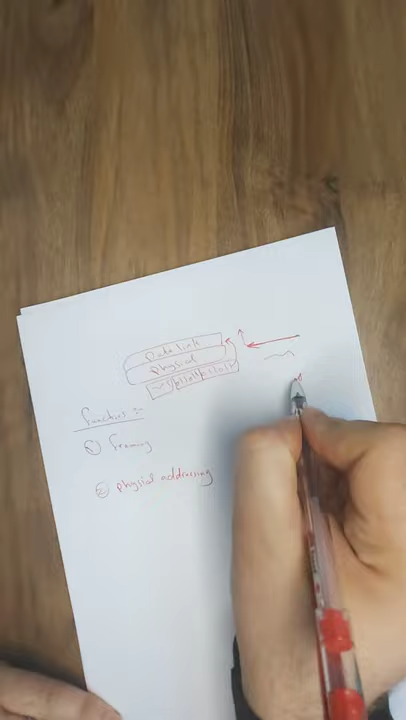 Data link
physical
Functions :-
① Framing
② physical addressing